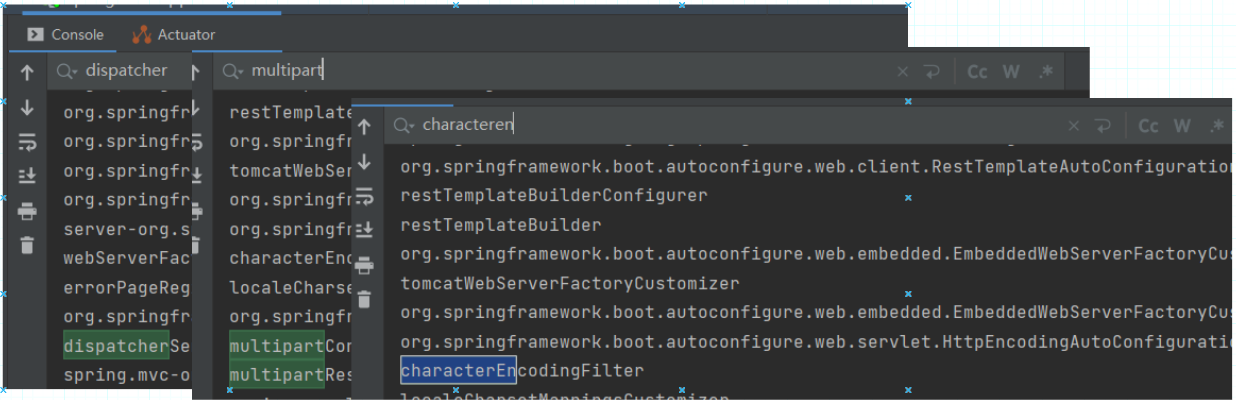 Console Actuator
dispatcher
org.springfr
org.springfr
org.springfr
org.springfr
server-org.s
webServerFac
errorPageReg
org.springfr
dispatcherSe
spring.mvc-o
multipart
Cc W .*
restTemplate
org.springfr
tomcatWebSer
org.springfr
org.springfr
characterEnc
localeCharse
org.springfr
multipartCon
multipartRes
characteren
Cc W .*
org.springframework.boot.autoconfigure.web.client.RestTemplateAutoConfiguration
restTemplateBuilderConfigurer
restTemplateBuilder
org.springframework.boot.autoconfigure.web.embedded.EmbeddedWebServerFactoryCus
tomcatWebServerFactoryCustomizer
org.springframework.boot.autoconfigure.web.embedded.EmbeddedWebServerFactoryCus
org.springframework.boot.autoconfigure.web.servlet.HttpEncodingAutoConfiguratio
characterEncodingFilter
localeCharsetMappingsCustomizer